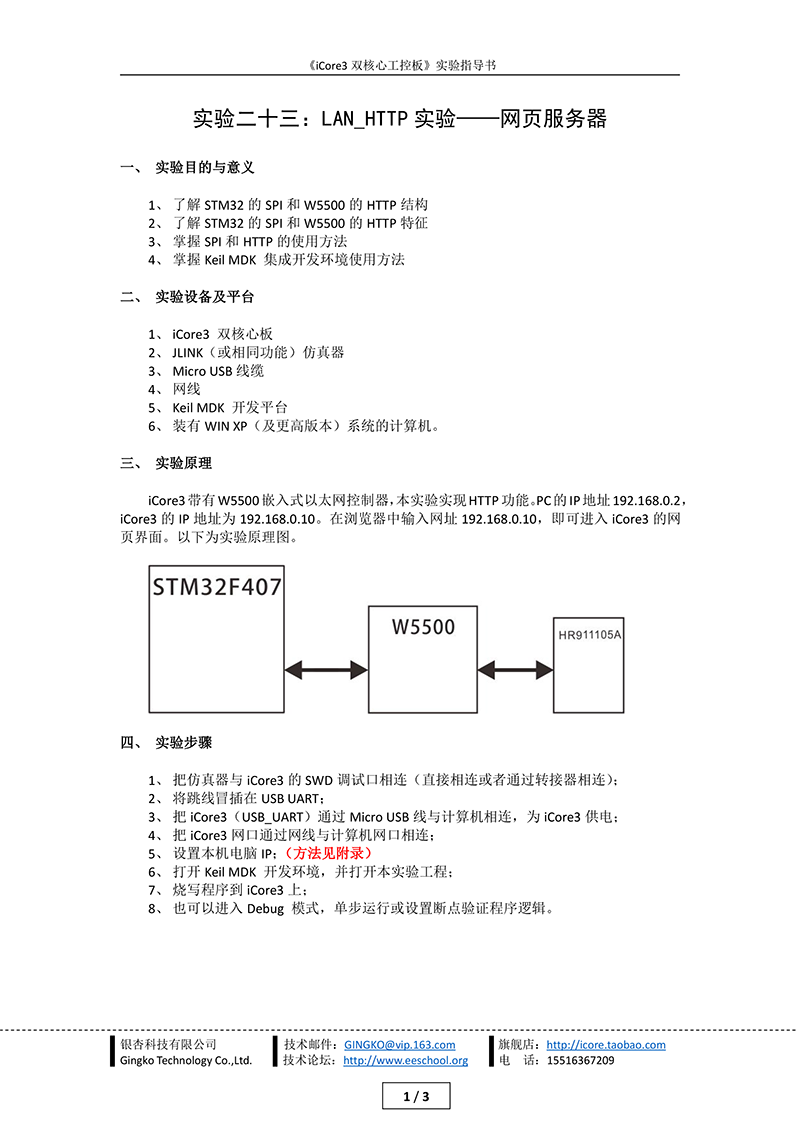 《iCore3 双核心工控板》实验指导书
实验二十三：LAN_HTTP 实验——网页服务器
一、 实验目的与意义
1、 了解 STM32 的 SPI 和 W5500 的 HTTP 结构
2、 了解 STM32 的 SPI 和 W5500 的 HTTP 特征
3、 掌握 SPI 和 HTTP 的使用方法
4、 掌握 Keil MDK 集成开发环境使用方法
二、 实验设备及平台
1、 iCore3 双核心板
2、 JLINK（或相同功能）仿真器
3、 Micro USB 线缆
4、 网线
5、 Keil MDK 开发平台
6、 装有 WIN XP（及更高版本）系统的计算机。
三、 实验原理
iCore3 带有 W5500 嵌入式以太网控制器，本实验实现 HTTP 功能。PC 的 IP 地址 192.168.0.2，
iCore3 的 IP 地址为 192.168.0.10。在浏览器中输入网址 192.168.0.10，即可进入 iCore3 的网
页界面。以下为实验原理图。
STM32F407
W5500
HR911105A
四、 实验步骤
1、 把仿真器与 iCore3 的 SWD 调试口相连（直接相连或者通过转接器相连）；
2、 将跳线冒插在 USB UART；
3、 把 iCore3（USB_UART）通过 Micro USB 线与计算机相连，为 iCore3 供电；
4、 把 iCore3 网口通过网线与计算机网口相连；
5、 设置本机电脑 IP；（方法见附录）
6、 打开 Keil MDK 开发环境，并打开本实验工程；
7、 烧写程序到 iCore3 上；
8、 也可以进入 Debug 模式，单步运行或设置断点验证程序逻辑。
银杏科技有限公司 技术邮件：GINGKO@vip.163.com 旗舰店：http://icore.taobao.com
Gingko Technology Co.,Ltd. 技术论坛：http://www.eeschool.org 电 话：15516367209
1 / 3